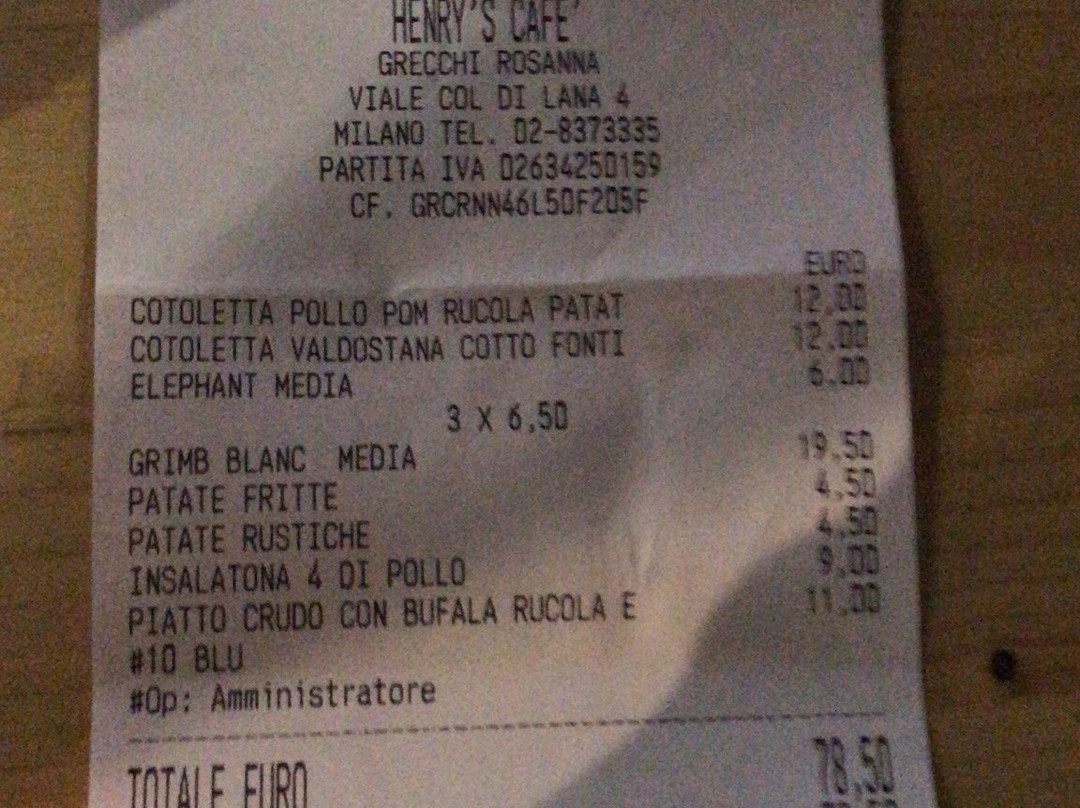 HENRY'S CAFE'
GRECCHI ROSANNA
VIALE COL DI LANA 4
MILANO TEL. 02-8373335
PARTITA IVA 02634250159
CF. GRCRNN46L50F205F
EURO
COTOLETTA POLLO POM RUCOLA PATAT 12,00
COTOLETTA VALDOSTANA COTTO FONTI 12.00
ELEPHANT MEDIA 6.00
3 X 6,50
GRIMB BLANC MEDIA 19,50
PATATE FRITTE 4,50
PATATE RUSTICHE 4,50
INSALATONA 4 DI POLLO 9,00
PIATTO CRUDO CON BUFALA RUCOLA E 11,00
#10 BLU
#Op: Amministratore
TOTALE EURO 78,50